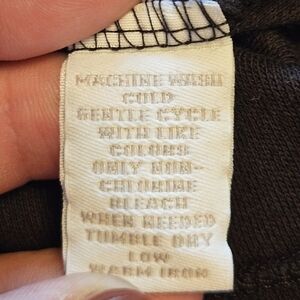 MACHINE WASH
COLD
GENTLE CYCLE
WITH LIKE
COLORS
ONLY NON-
CHLORINE
BLEACH
WHEN NEEDED
TUMBLE DRY
LOW
WARM IRON